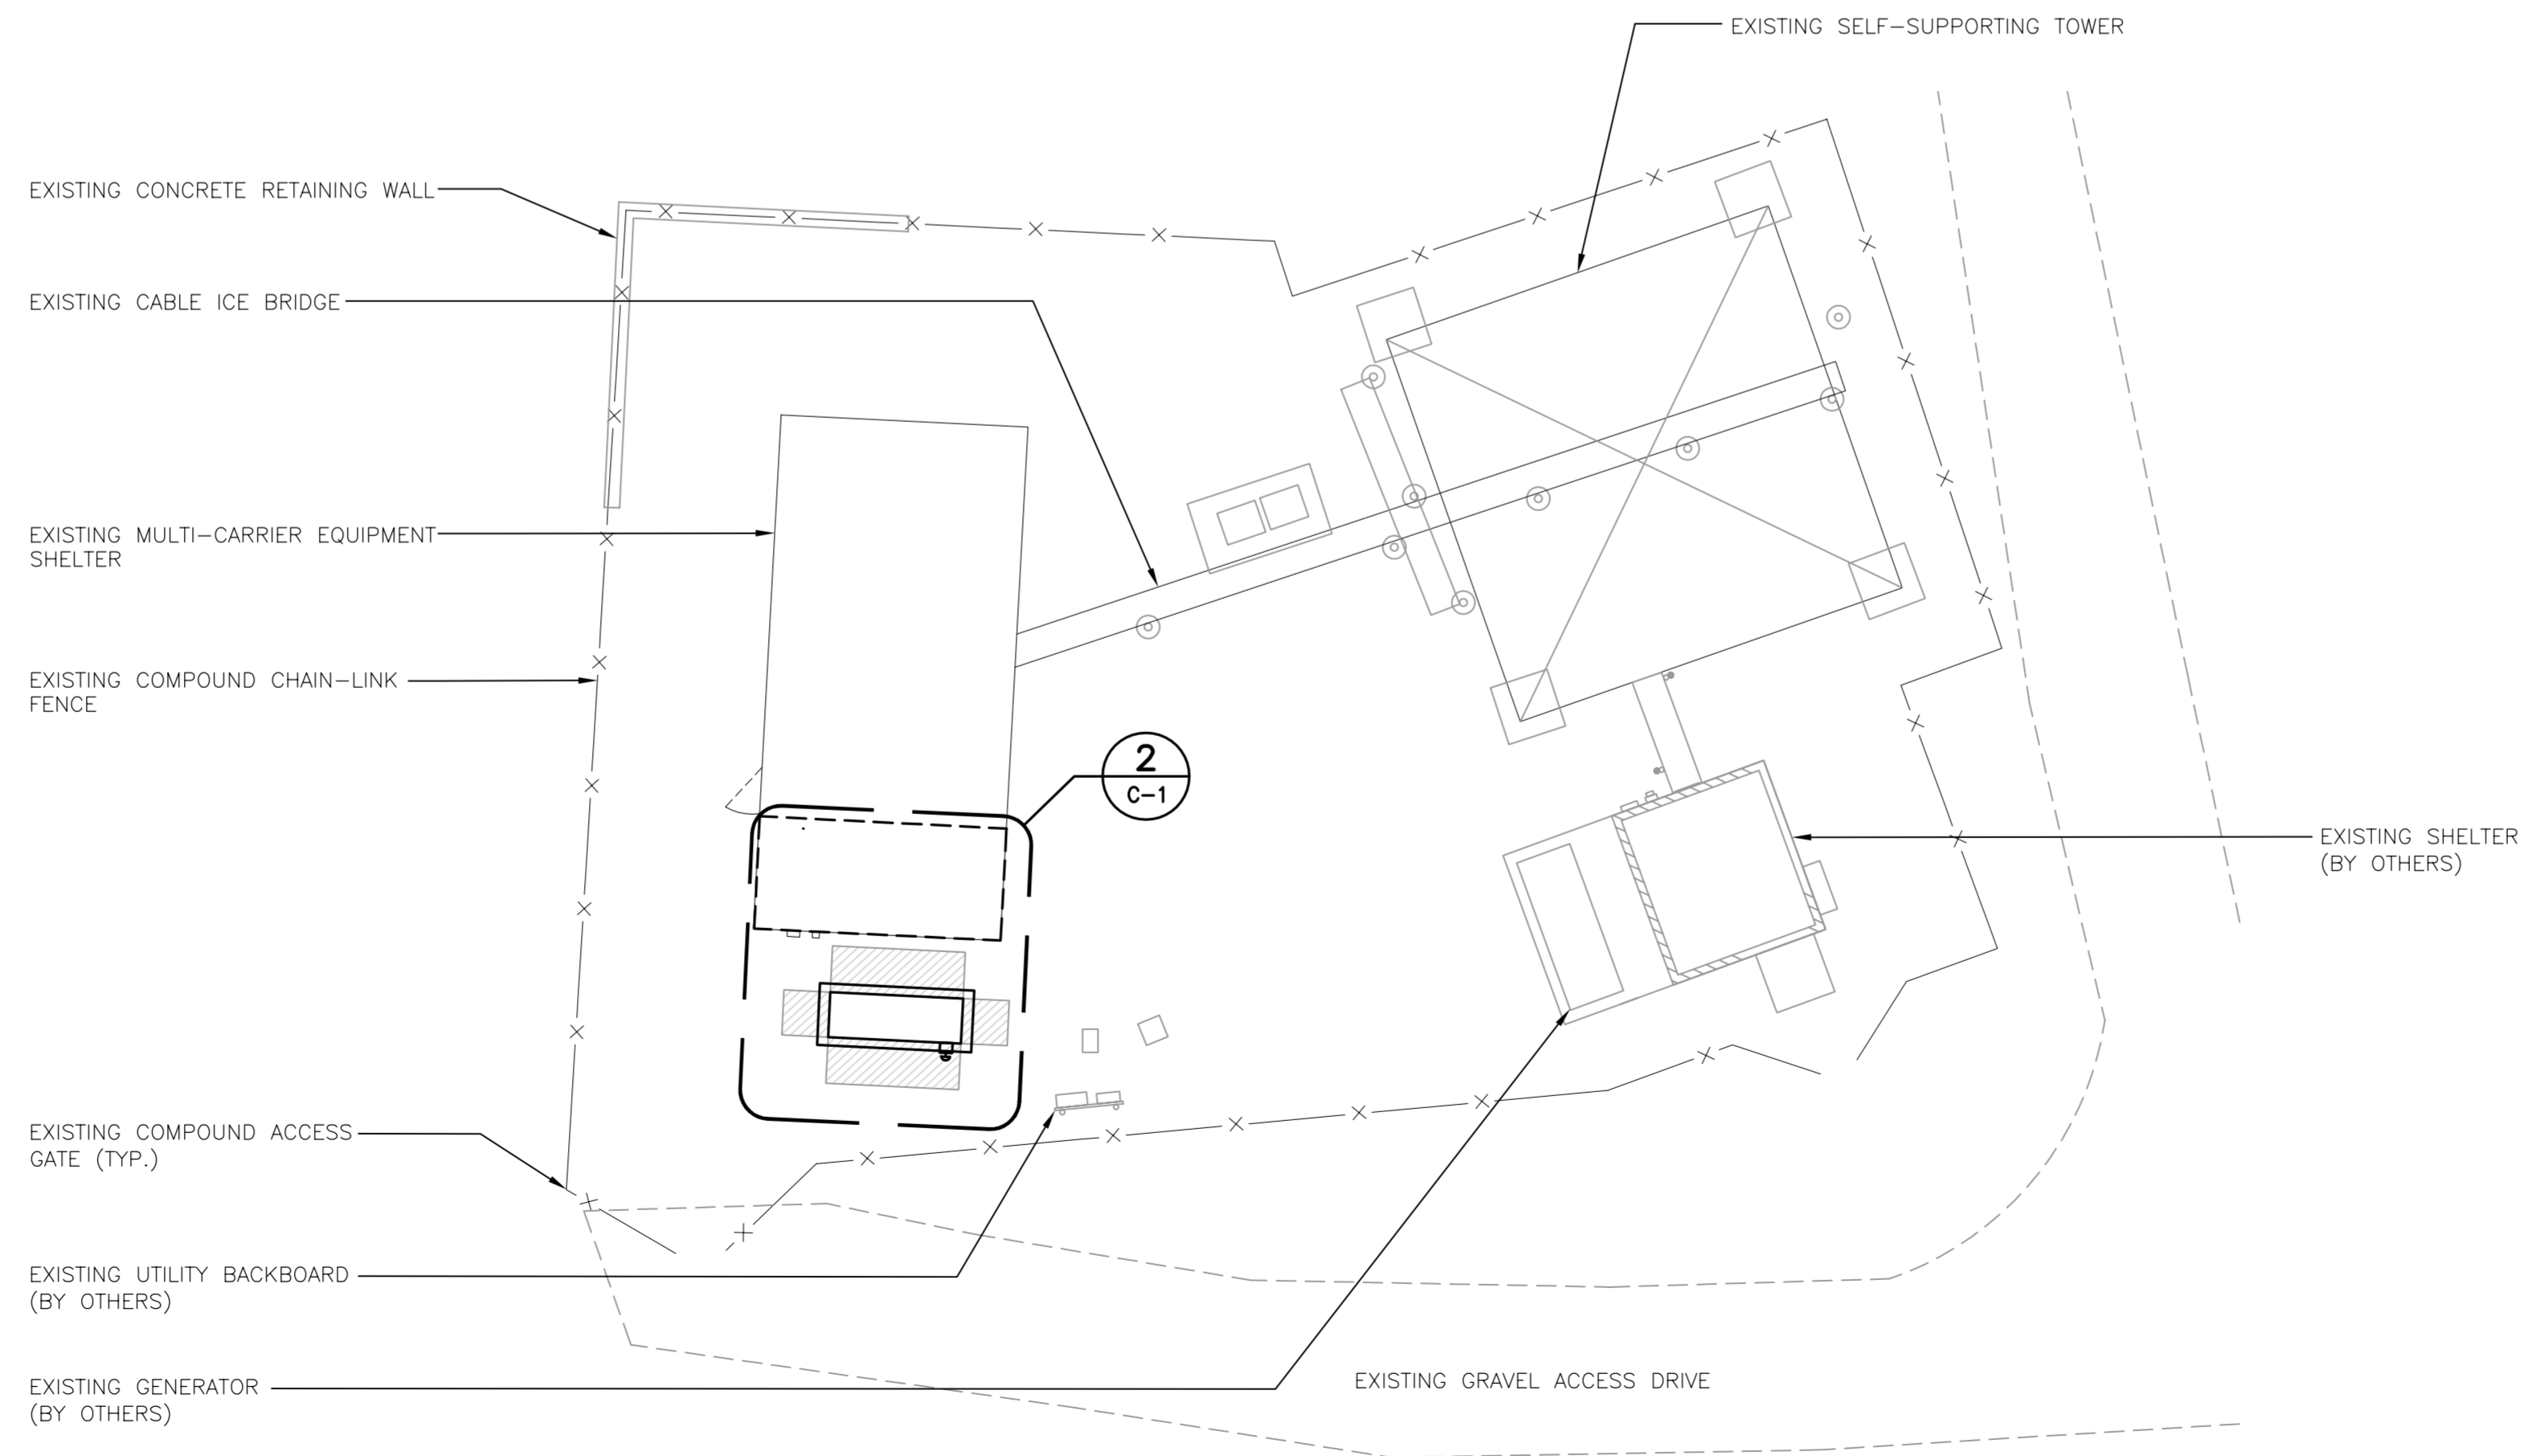 EXISTING SELF-SUPPORTING TOWER
EXISTING CONCRETE RETAINING WALL
EXISTING CABLE ICE BRIDGE
EXISTING MULTI-CARRIER EQUIPMENT
SHELTER
EXISTING COMPOUND CHAIN-LINK
FENCE
2
C-1
EXISTING SHELTER
(BY OTHERS)
EXISTING COMPOUND ACCESS
GATE (TYP.)
EXISTING UTILITY BACKBOARD
(BY OTHERS)
EXISTING GENERATOR
(BY OTHERS)
EXISTING GRAVEL ACCESS DRIVE